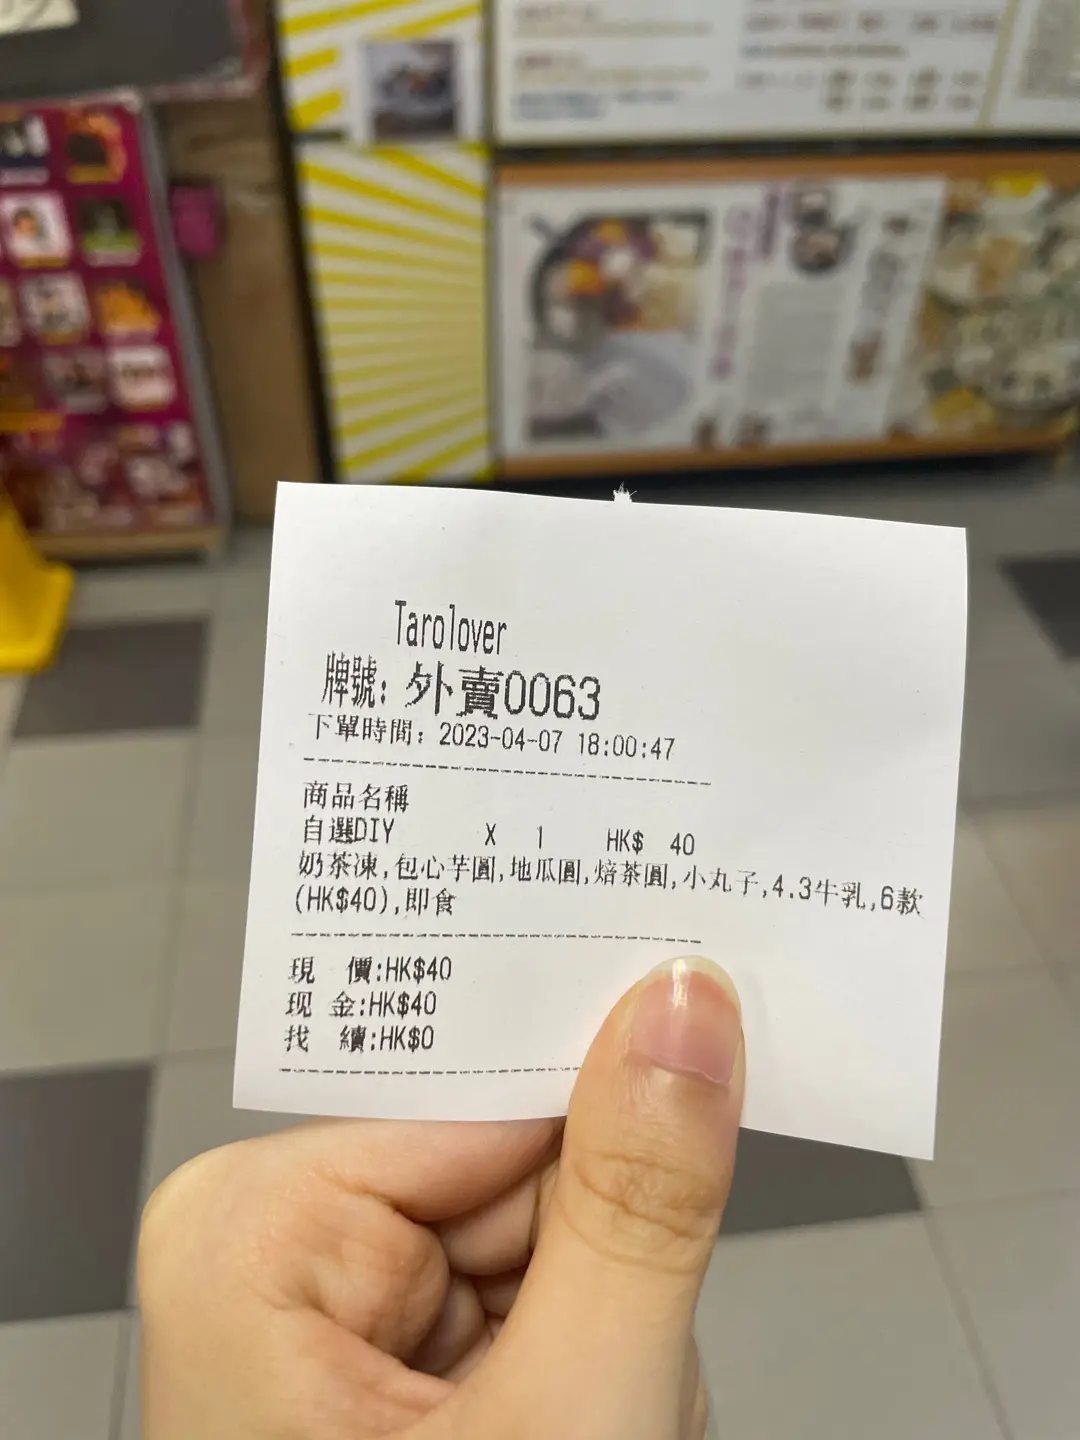 Tarolover
牌號: 外賣0063
下單時間: 2023-04-07 18:00:47
商品名稱
自選DIY X 1 HK$ 40
奶茶凍,包心芋圓,地瓜圓,焙茶圓,小丸子,4.3牛乳,6款
(HK$40),即食
現 價:HK$40
现 金:HK$40
找 續:HK$0